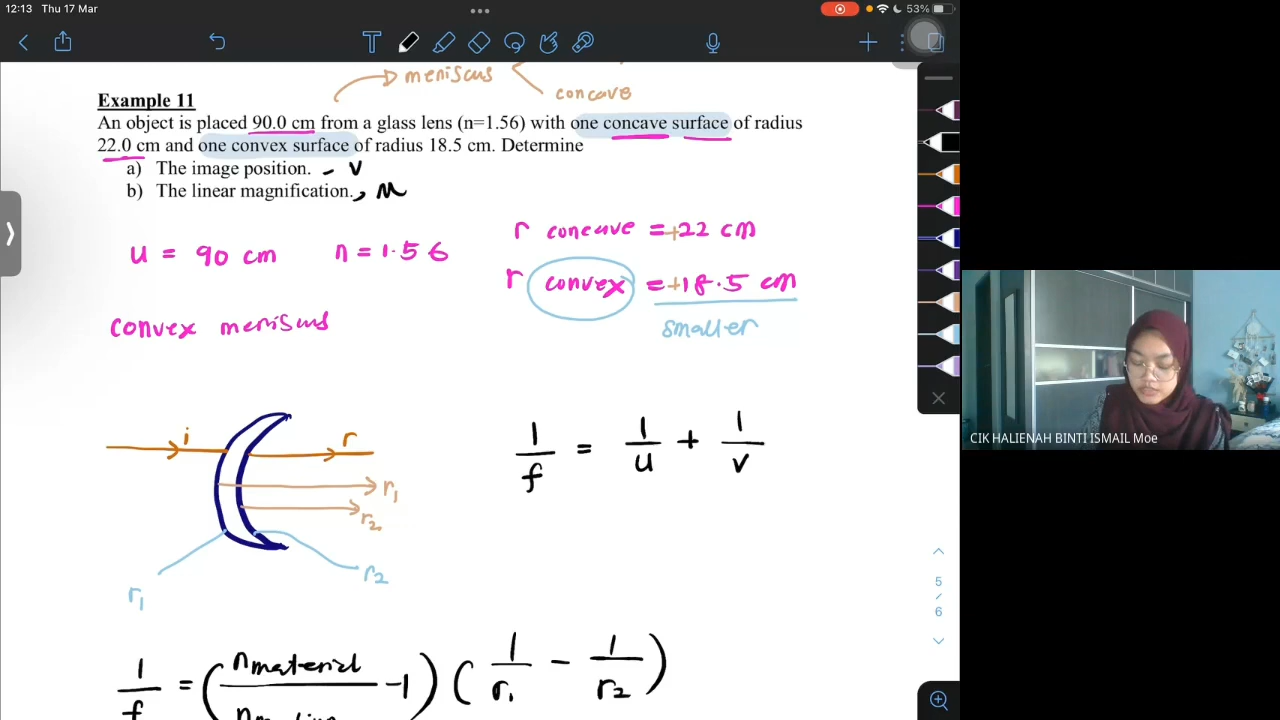 12:13 Thu 17 Mar
53%
meniscus
concave
Example 11
An object is placed 90.0 cm from a glass lens (n=1.56) with one concave surface of radius
22.0 cm and one convex surface of radius 18.5 cm. Determine
a) The image position. - v
b) The linear magnification., M
r concave = +22 cm
u = 90 cm n = 1.56
r convex = +18.5 cm
smaller
convex meniscus
i
r
r1
r2
r1
r2
1/f = 1/u + 1/v
1/f = (nmaterial/ -1) (1/r1 - 1/r2)
5
/
6
CIK HALIENAH BINTI ISMAIL Moe